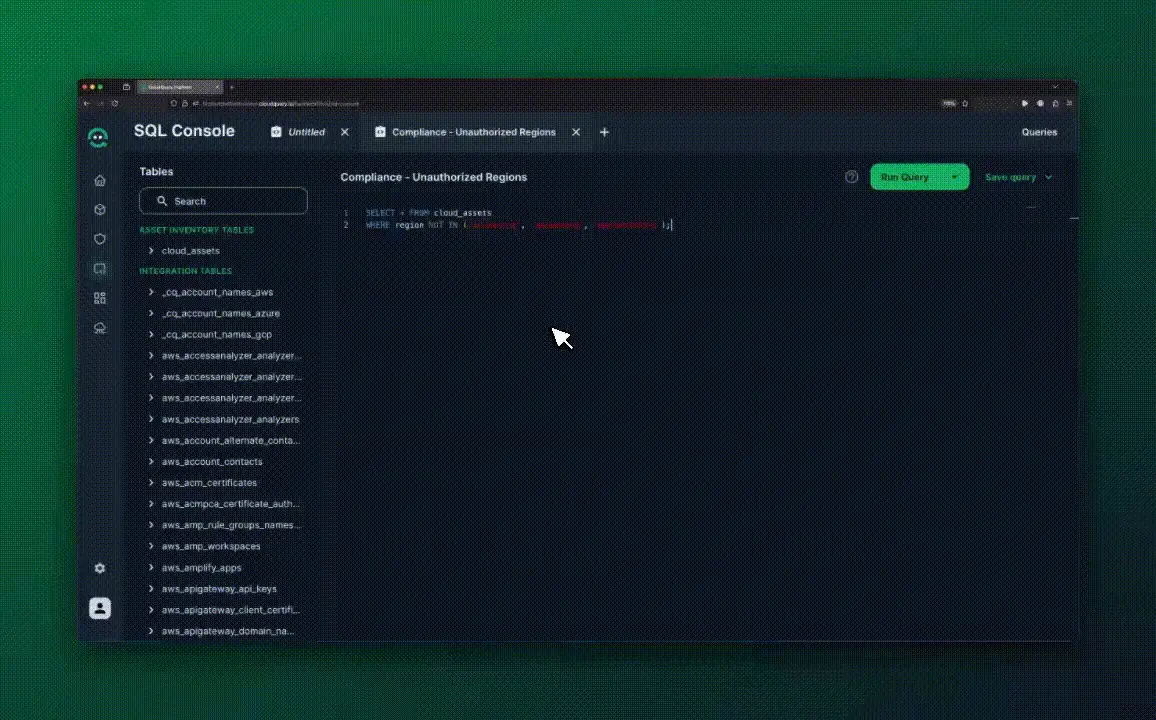 SQL Console
Untitled
Compliance - Unauthorized Regions
Queries
Tables
Search
ASSET INVENTORY TABLES
cloud_assets
INTEGRATION TABLES
_cq_account_names_aws
_cq_account_names_azure
_cq_account_names_gcp
aws_accessanalyzer_analyzer...
aws_accessanalyzer_analyzer...
aws_accessanalyzer_analyzer...
aws_accessanalyzer_analyzers
aws_account_alternate_conta...
aws_account_contacts
aws_acm_certificates
aws_acmpca_certificate_auth...
aws_amp_rule_groups_names...
aws_amp_workspaces
aws_amplify_apps
aws_apigateway_api_keys
aws_apigateway_client_certifi...
aws_apigateway_domain_na...
Compliance - Unauthorized Regions
Run Query
Save query
1 SELECT * FROM cloud_assets
2 WHERE region NOT IN ( , , );